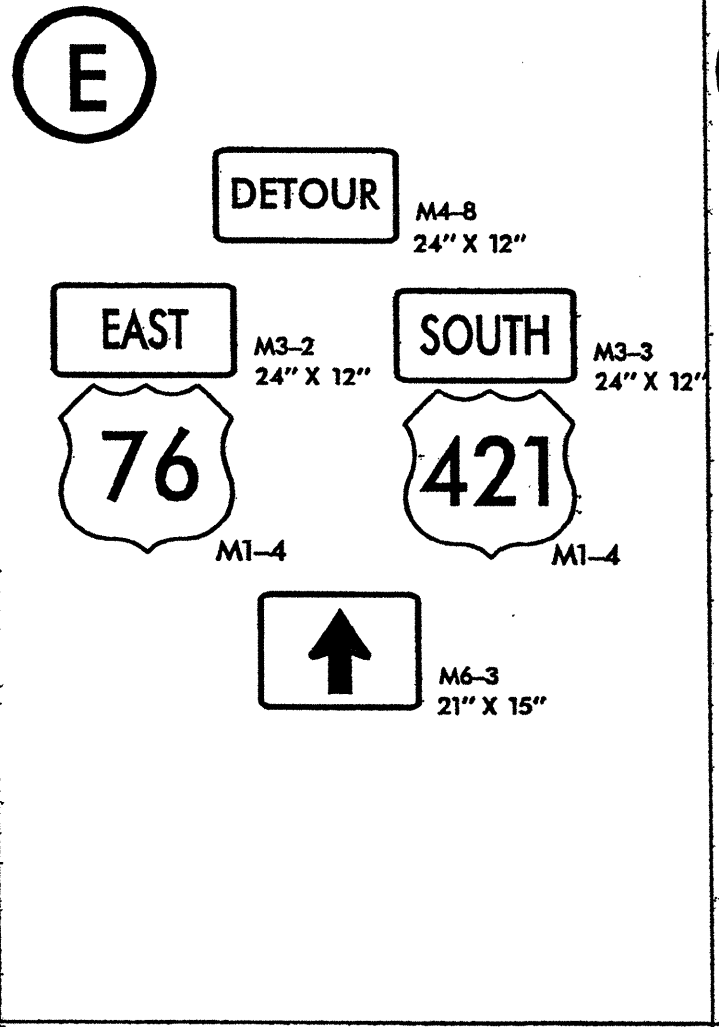 E
DETOUR
M4-8
24" X 12"
EAST
M3-2
24" X 12"
SOUTH
M3-3
24" X 12"
76
M1-4
421
M1-4
M6-3
21" X 15"